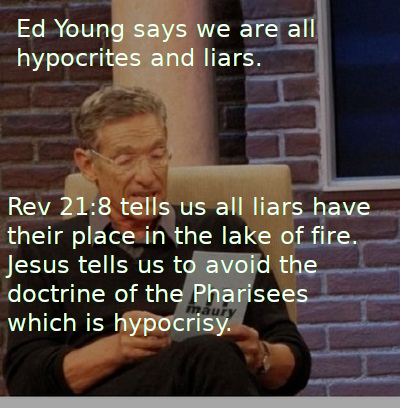 Ed Young says we are all
hypocrites and liars.
Rev 21:8 tells us all liars have
their place in the lake of fire.
Jesus tells us to avoid the
doctrine of the Pharisees
maury
which is hypocrisy.